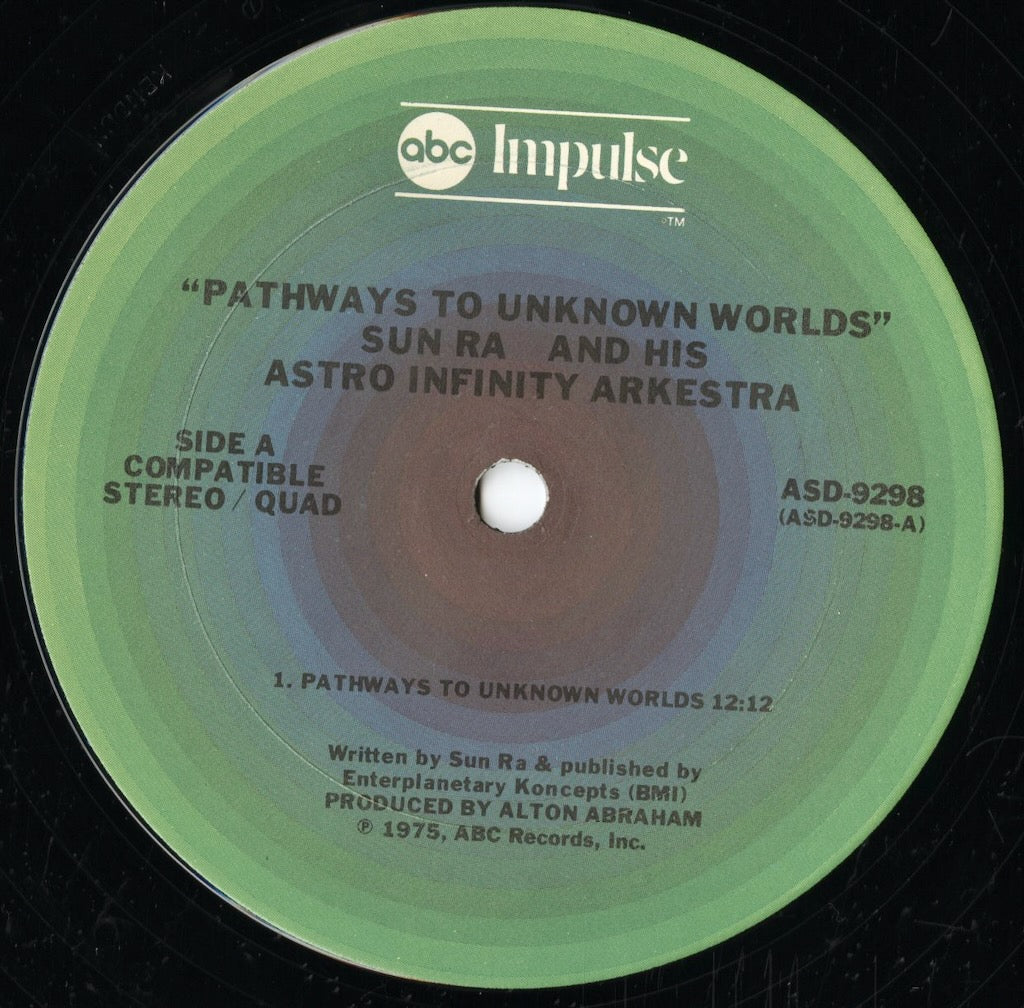 abc Impulse
TM
“PATHWAYS TO UNKNOWN WORLDS”
SUN RA AND HIS
ASTRO INFINITY ARKESTRA
SIDE A
COMPATIBLE
STEREO / QUAD
ASD-9298
(ASD-9298-A)
1. PATHWAYS TO UNKNOWN WORLDS 12:12
Written by Sun Ra & published by
Enterplanetary Koncepts (BMI)
PRODUCED BY ALTON ABRAHAM
℗ 1975, ABC Records, Inc.